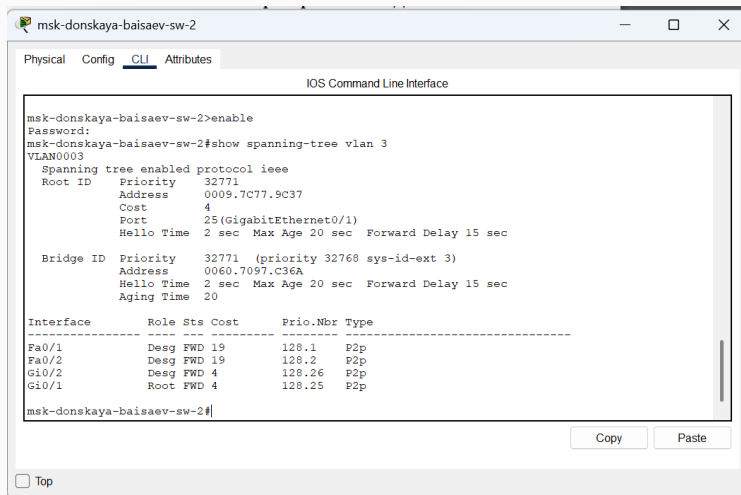 msk-donskaya-baisaev-sw-2
Physical Config CLI Attributes
IOS Command Line Interface
msk-donskaya-baisaev-sw-2>enable
Password:
msk-donskaya-baisaev-sw-2#show spanning-tree vlan 3
VLAN0003
  Spanning tree enabled protocol ieee
  Root ID    Priority    32771
             Address     0009.7C77.9C37
             Cost        4
             Port        25(GigabitEthernet0/1)
             Hello Time  2 sec  Max Age 20 sec  Forward Delay 15 sec
  Bridge ID  Priority    32771  (priority 32768 sys-id-ext 3)
             Address     0060.7097.C36A
             Hello Time  2 sec  Max Age 20 sec  Forward Delay 15 sec
             Aging Time  20
Interface        Role Sts Cost      Prio.Nbr Type
---------------- ---- --- --------- -------- --------------------------------
Fa0/1            Desg FWD 19        128.1    P2p
Fa0/2            Desg FWD 19        128.2    P2p
Gi0/2            Desg FWD 4         128.26   P2p
Gi0/1            Root FWD 4         128.25   P2p
msk-donskaya-baisaev-sw-2#
Copy Paste
Top